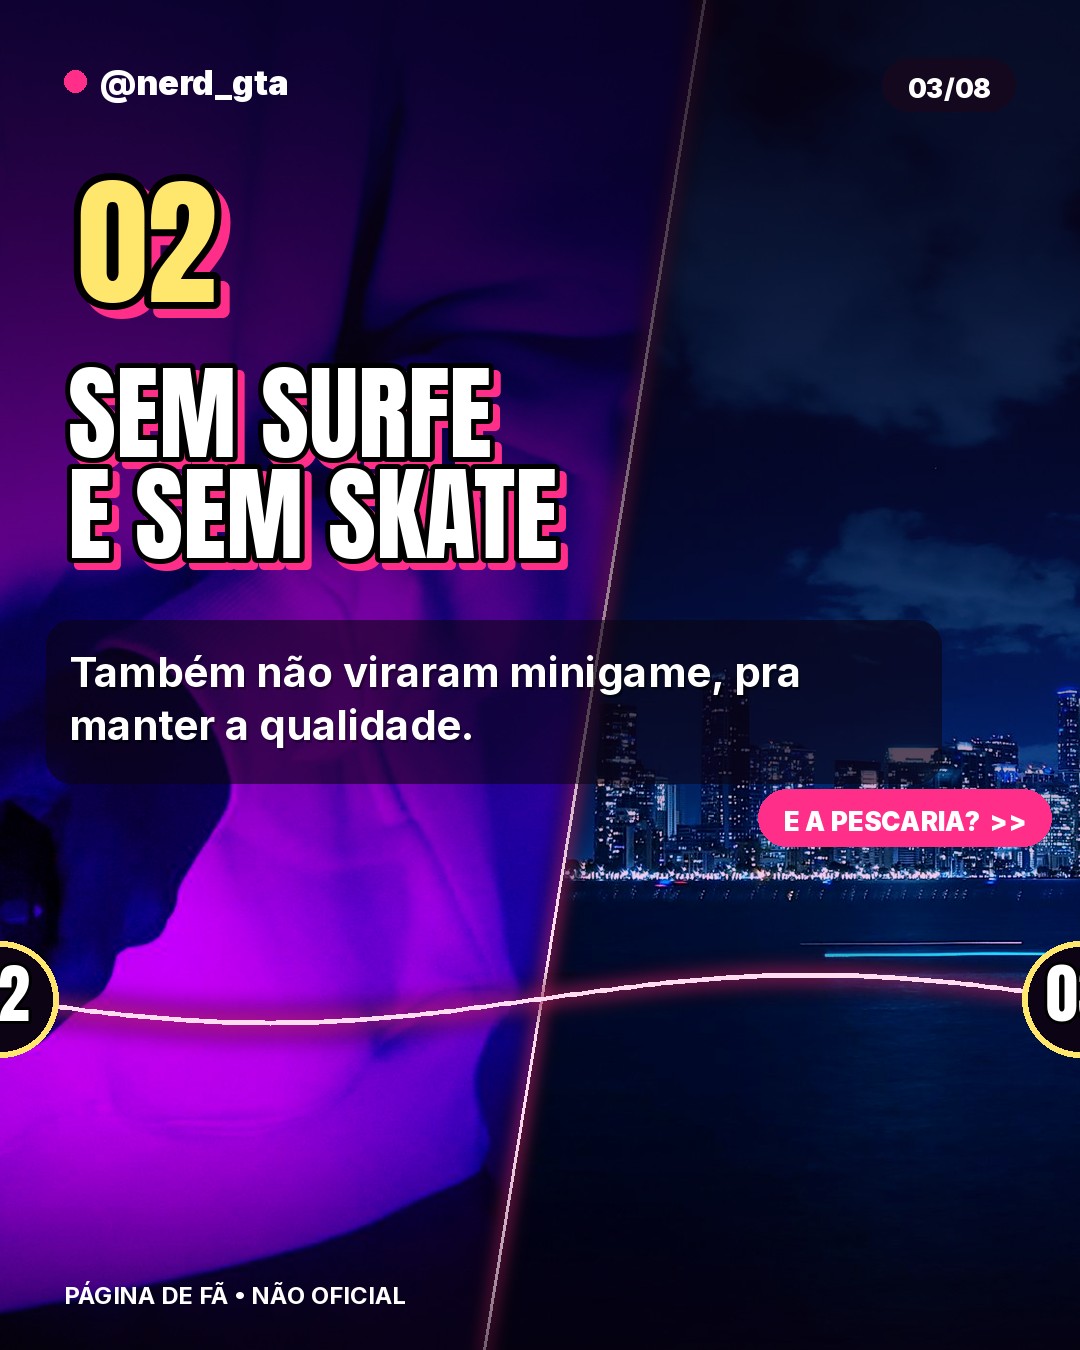 @nerd_gta
03/08
02
SEM SURFE
E SEM SKATE
Também não viraram minigame, pra
manter a qualidade.
E A PESCARIA? >>
2
0
PÁGINA DE FÃ • NÃO OFICIAL